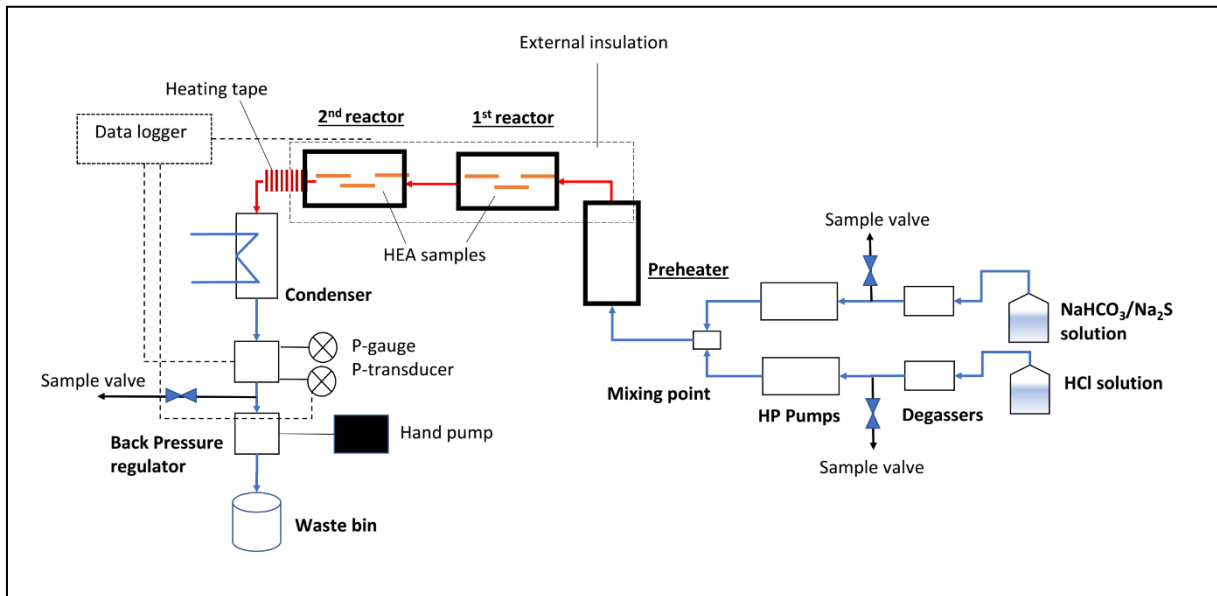 External insulation
Heating tape
2nd reactor
1st reactor
Data logger
HEA samples
Sample valve
Preheater
Condenser
NaHCO₃/Na₂S
solution
P-gauge
P-transducer
Sample valve
Mixing point
HP Pumps
Degassers
HCl solution
Back Pressure
regulator
Hand pump
Sample valve
Waste bin